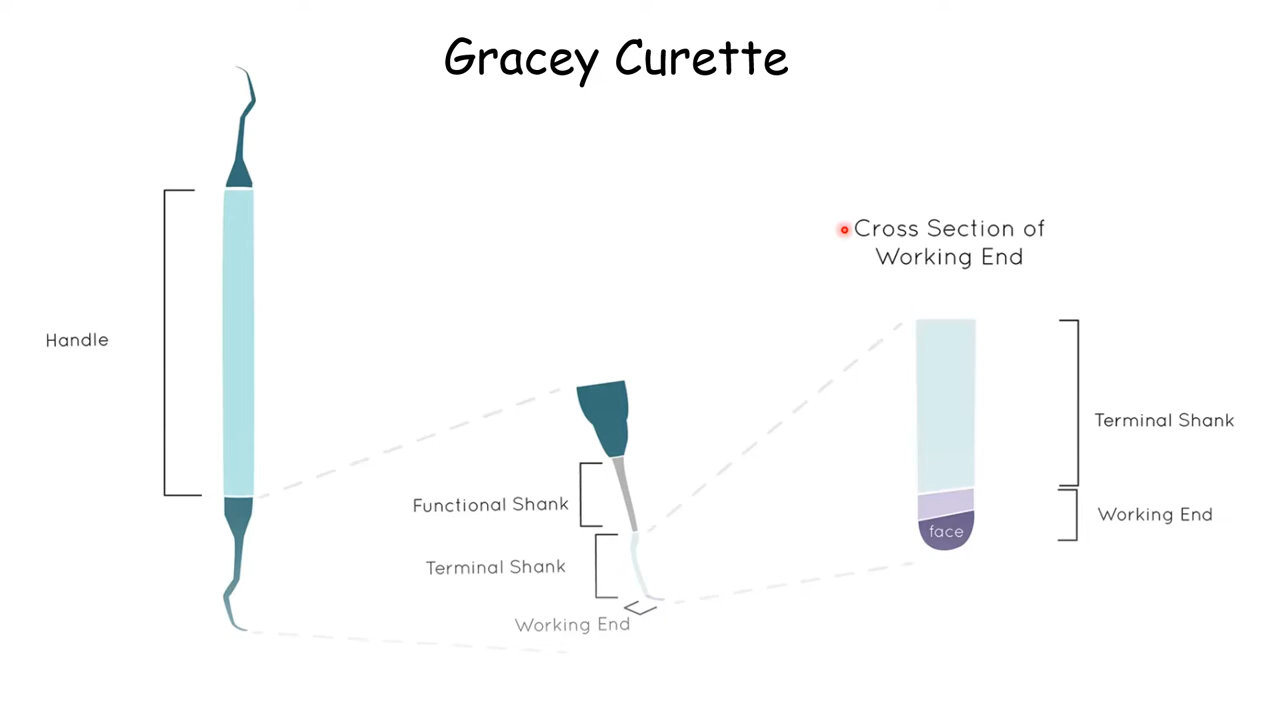 Gracey Curette
Cross Section of
Working End
Handle
Functional Shank
Terminal Shank
Working End
Terminal Shank
Working End
face